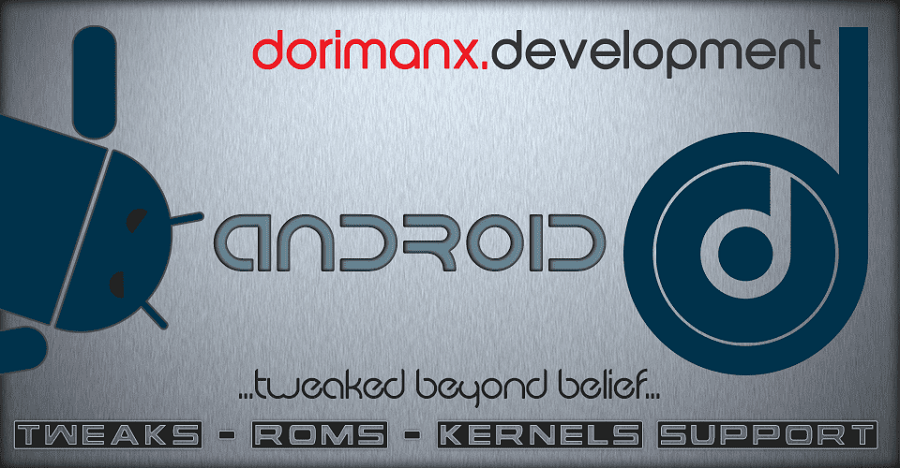 dorimanx.development
ANDROID
...tweaked beyond belief...
TWEAKS - ROMS - KERNELS SUPPORT